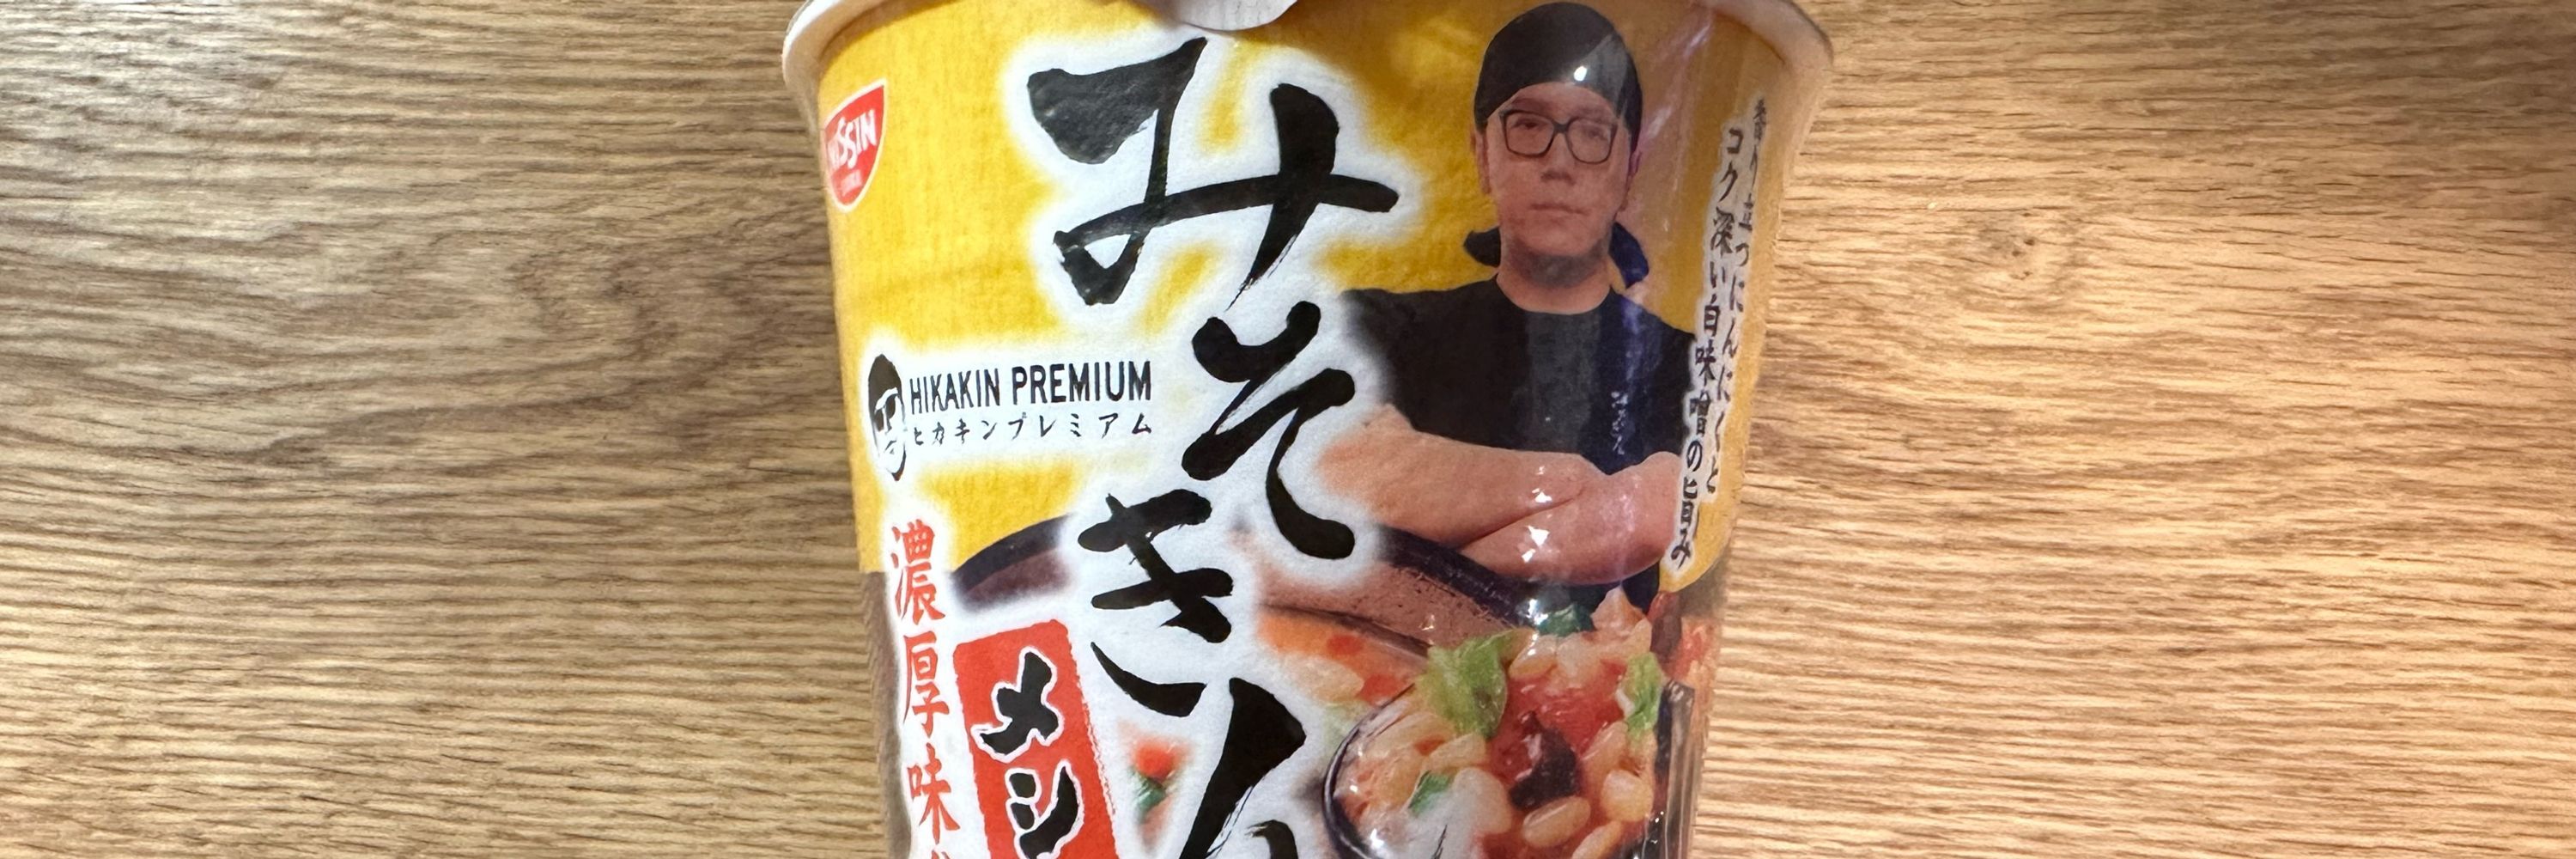 NISSIN
みそきん
HIKAKIN PREMIUM
ヒカキンプレミアム
濃厚味
メシ
香り立つにんにくと
コク深い白味噌の旨み